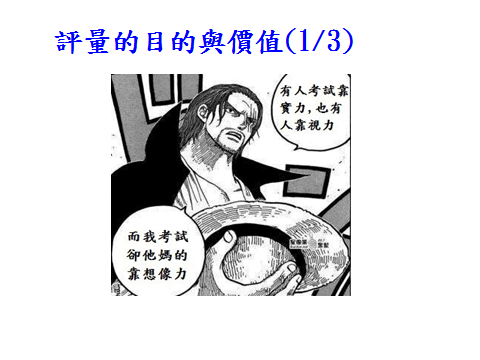 評量的目的與價值(1/3)
有人考試靠
實力,也有
人靠視力
而我考試
卻他媽的
靠想像力